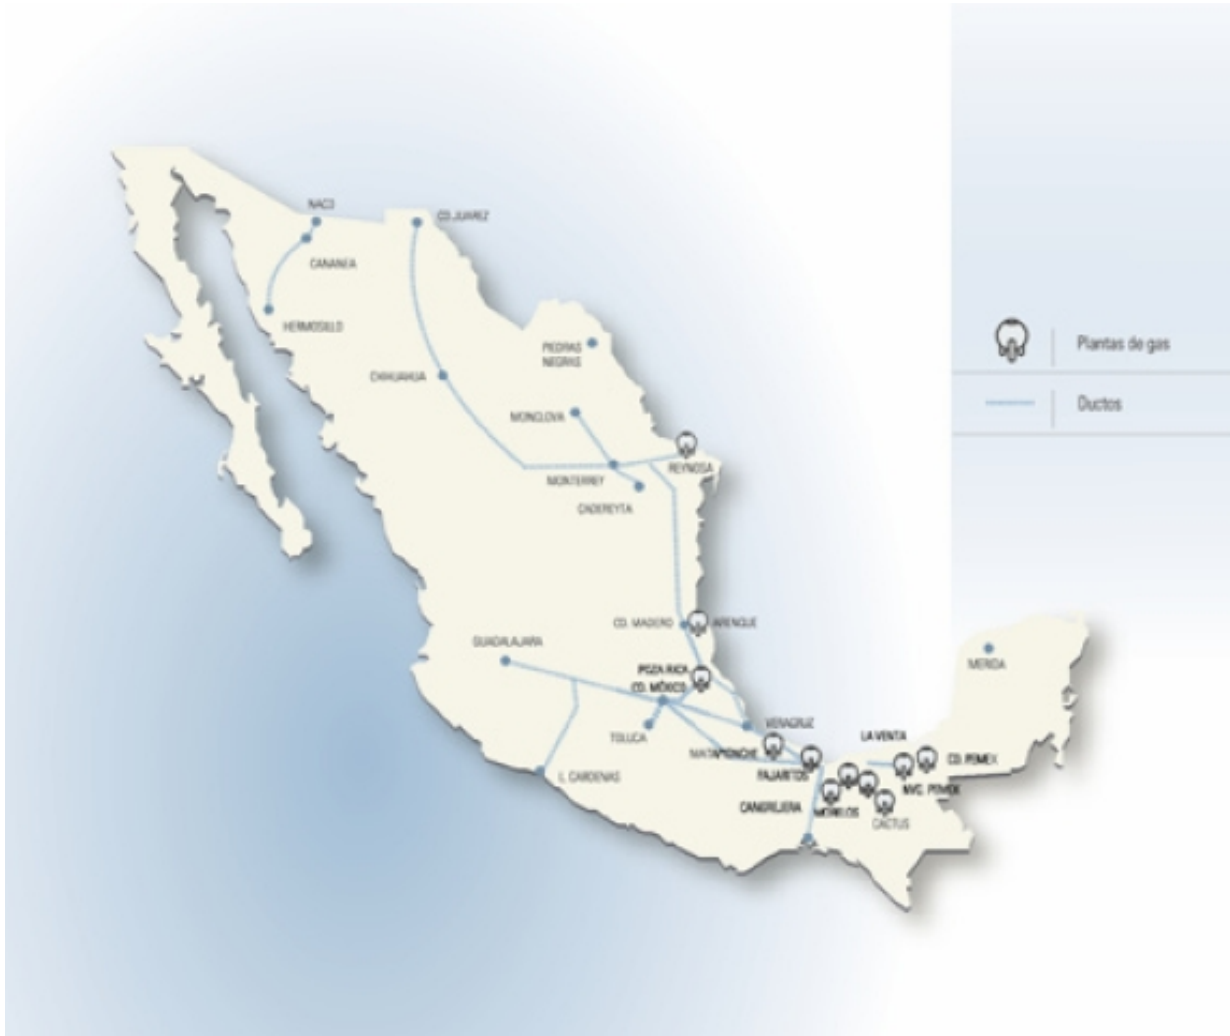 NACO
CD.JUAREZ
CANANEA
HERMOSILLO
PIEDRAS
NEGRAS
CHIHUAHUA
MONCLOVA
REYNOSA
MONTERREY
CADEREYTA
Plantas de gas
Ductos
CD. MADERO
ARENQUE
GUADALAJARA
POZA RICA
CD. MÉXICO
MERIDA
TOLUCA
VERACRUZ
LA VENTA
MATAPIONCHE
CD. PEMEX
PAJARITOS
L. CARDENAS
NVO. PEMEX
CANGREJERA
MORELOS
CACTUS